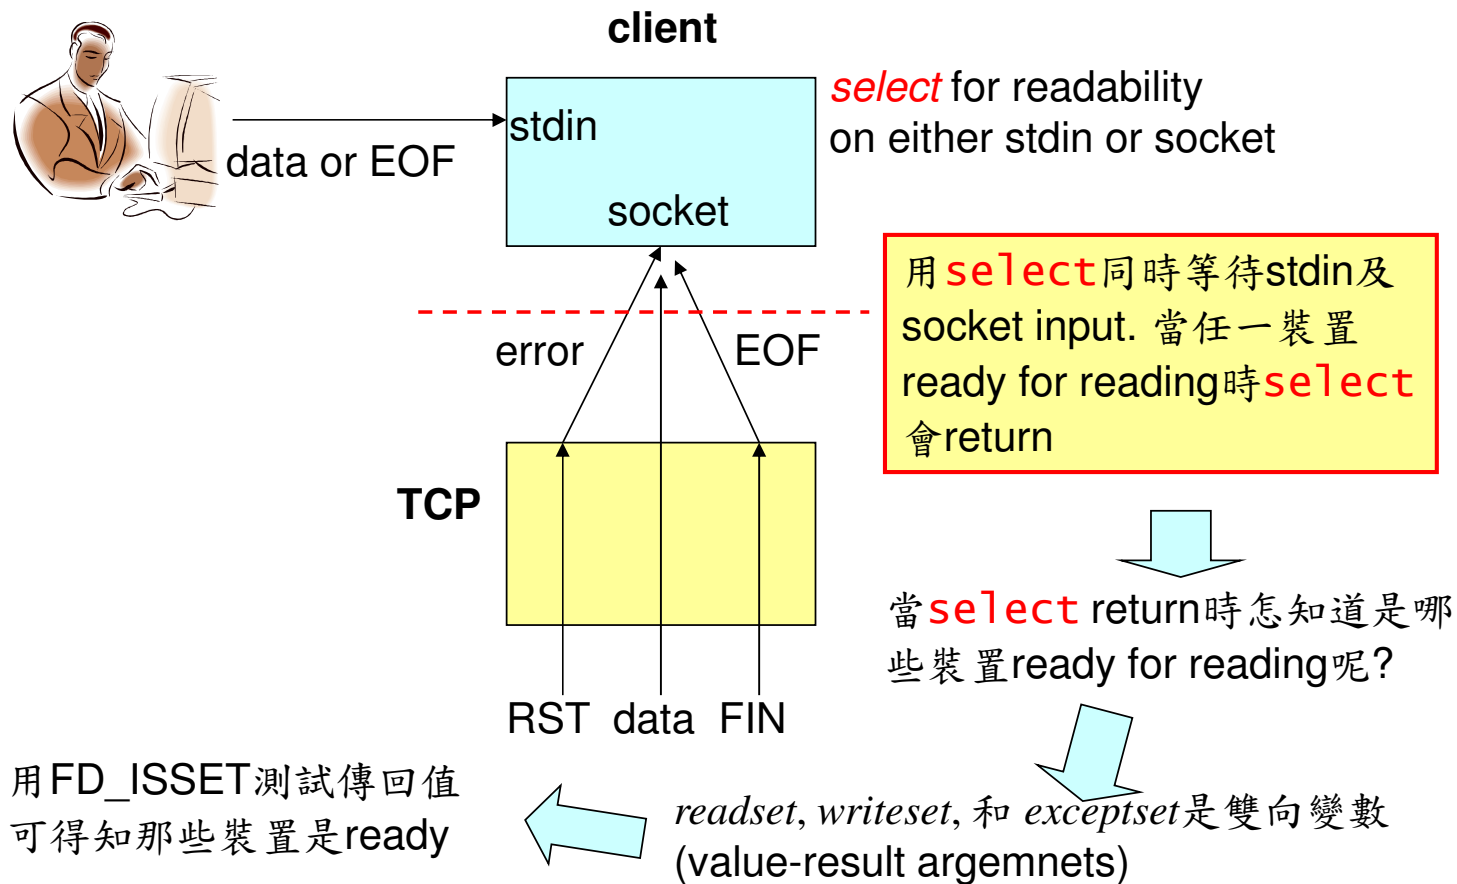 client
select for readability
on either stdin or socket
stdin
data or EOF
socket
用select同時等待stdin及
socket input. 當任一裝置
ready for reading時select
會return
error
EOF
TCP
當select return時怎知道是哪
些裝置ready for reading呢?
RST data FIN
readset, writeset, 和 exceptset是雙向變數
(value-result argemnets)
用FD_ISSET測試傳回值
可得知那些裝置是ready